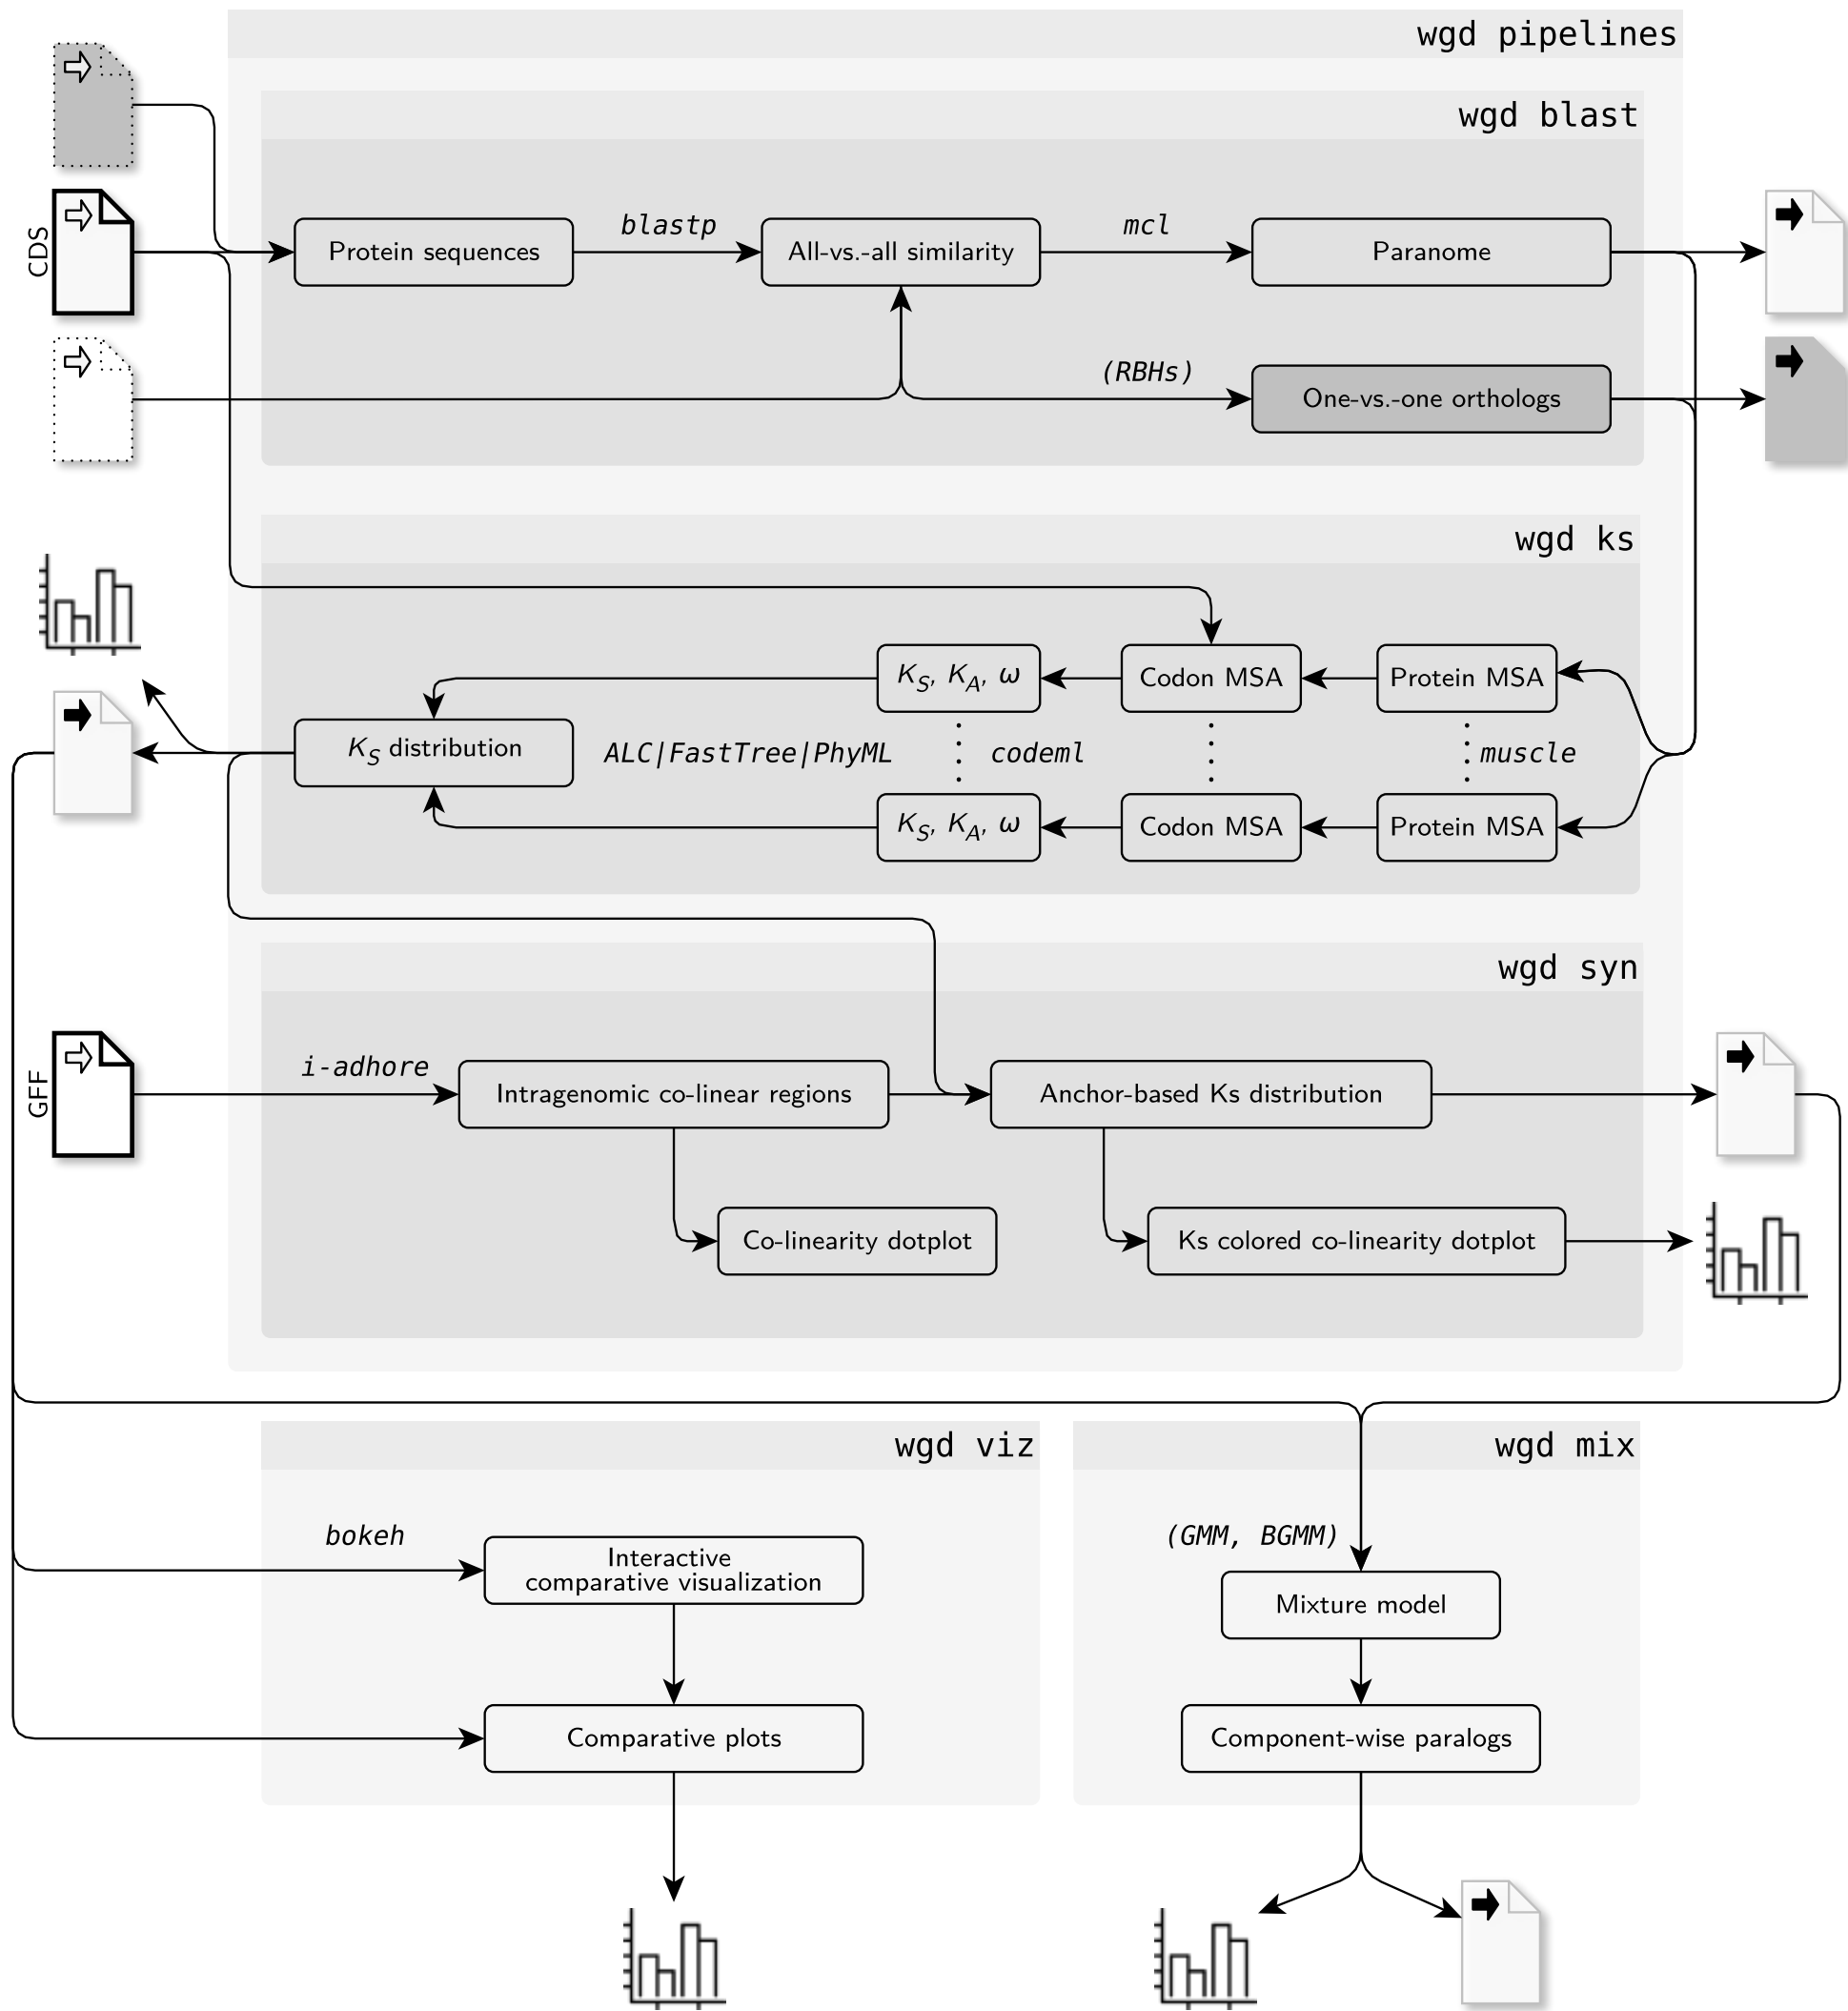 wgd pipelines
wgd blast
CDS
Protein sequences
blastp
All-vs.-all similarity
mcl
Paranome
(RBHs)
One-vs.-one orthologs
wgd ks
K_S, K_A, ω
Codon MSA
Protein MSA
K_S distribution
ALC|FastTree|PhyML
codeml
muscle
K_S, K_A, ω
Codon MSA
Protein MSA
wgd syn
GFF
i-adhore
Intragenomic co-linear regions
Anchor-based Ks distribution
Co-linearity dotplot
Ks colored co-linearity dotplot
wgd viz
bokeh
Interactive
comparative visualization
Comparative plots
wgd mix
(GMM, BGMM)
Mixture model
Component-wise paralogs